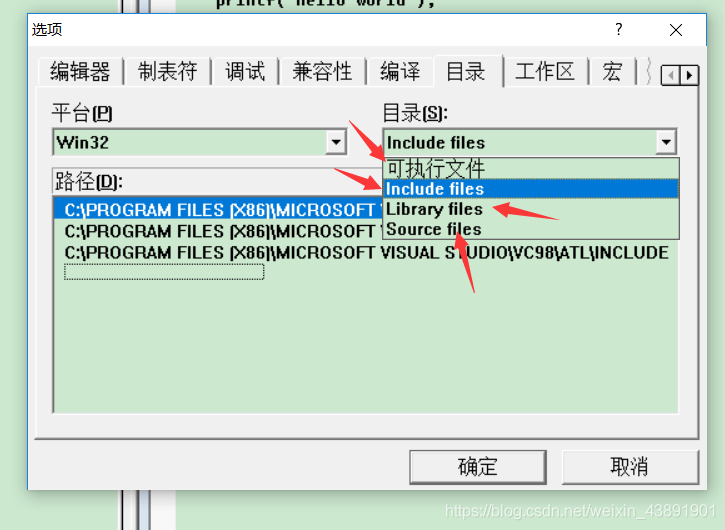 printf("hello world");
选项
?
编辑器 制表符 调试 兼容性 编译 目录 工作区 宏
平台(P)
目录(S):
Win32
Include files
可执行文件
Include files
Library files
Source files
路径(D):
C:\PROGRAM FILES (X86)\MICROSOFT
C:\PROGRAM FILES (X86)\MICROSOFT
C:\PROGRAM FILES (X86)\MICROSOFT VISUAL STUDIO\VC98\ATL\INCLUDE
确定
取消
https://blog.csdn.net/weixin_43891901